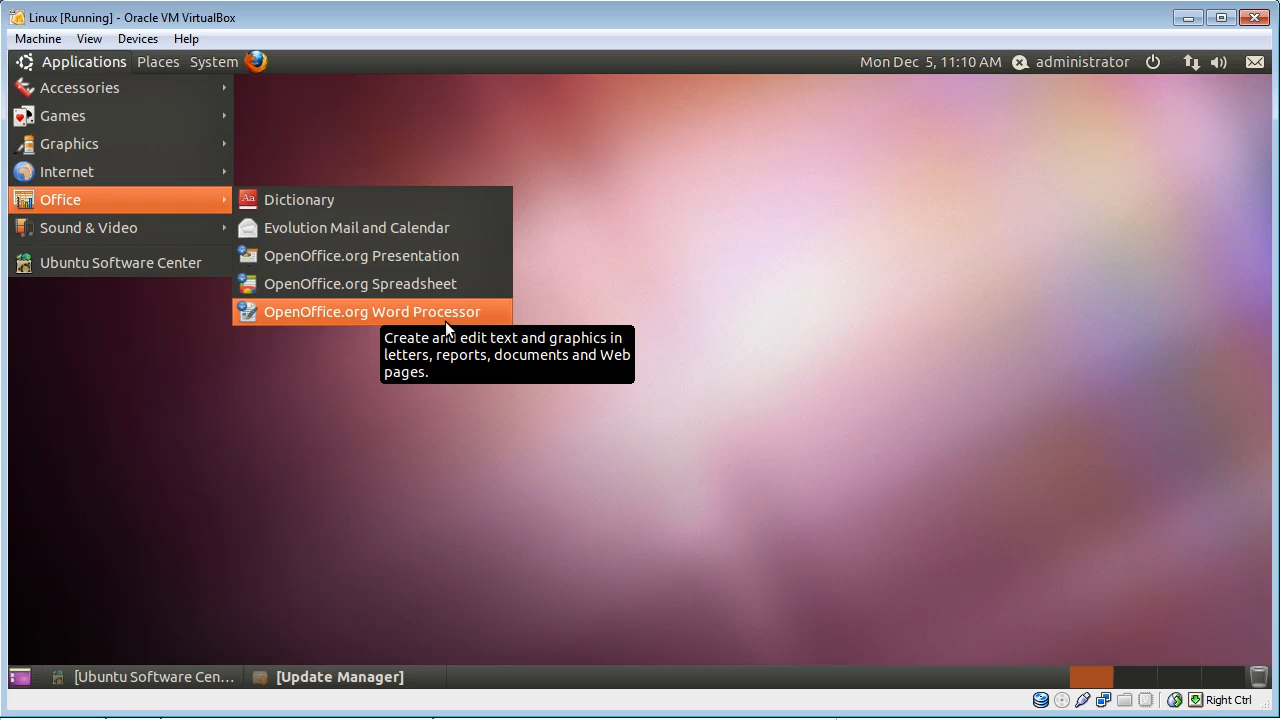 Linux [Running] - Oracle VM VirtualBox
Machine View Devices Help
Applications Places System Mon Dec 5, 11:10 AM administrator
Accessories
Games
Graphics
Internet
Office
Sound & Video
Ubuntu Software Center
Aa Dictionary
Evolution Mail and Calendar
OpenOffice.org Presentation
OpenOffice.org Spreadsheet
OpenOffice.org Word Processor
Create and edit text and graphics in
letters, reports, documents and Web
pages.
[Ubuntu Software Cen... [Update Manager]
Right Ctrl